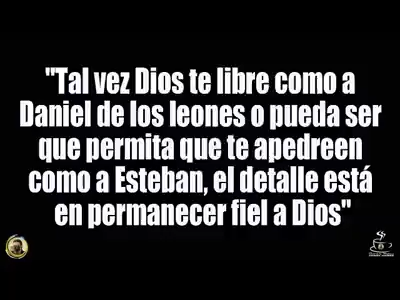 "Tal vez Dios te libre como a
Daniel de los leones o pueda ser
que permita que te apedreen
como a Esteban, el detalle está
en permanecer fiel a Dios"